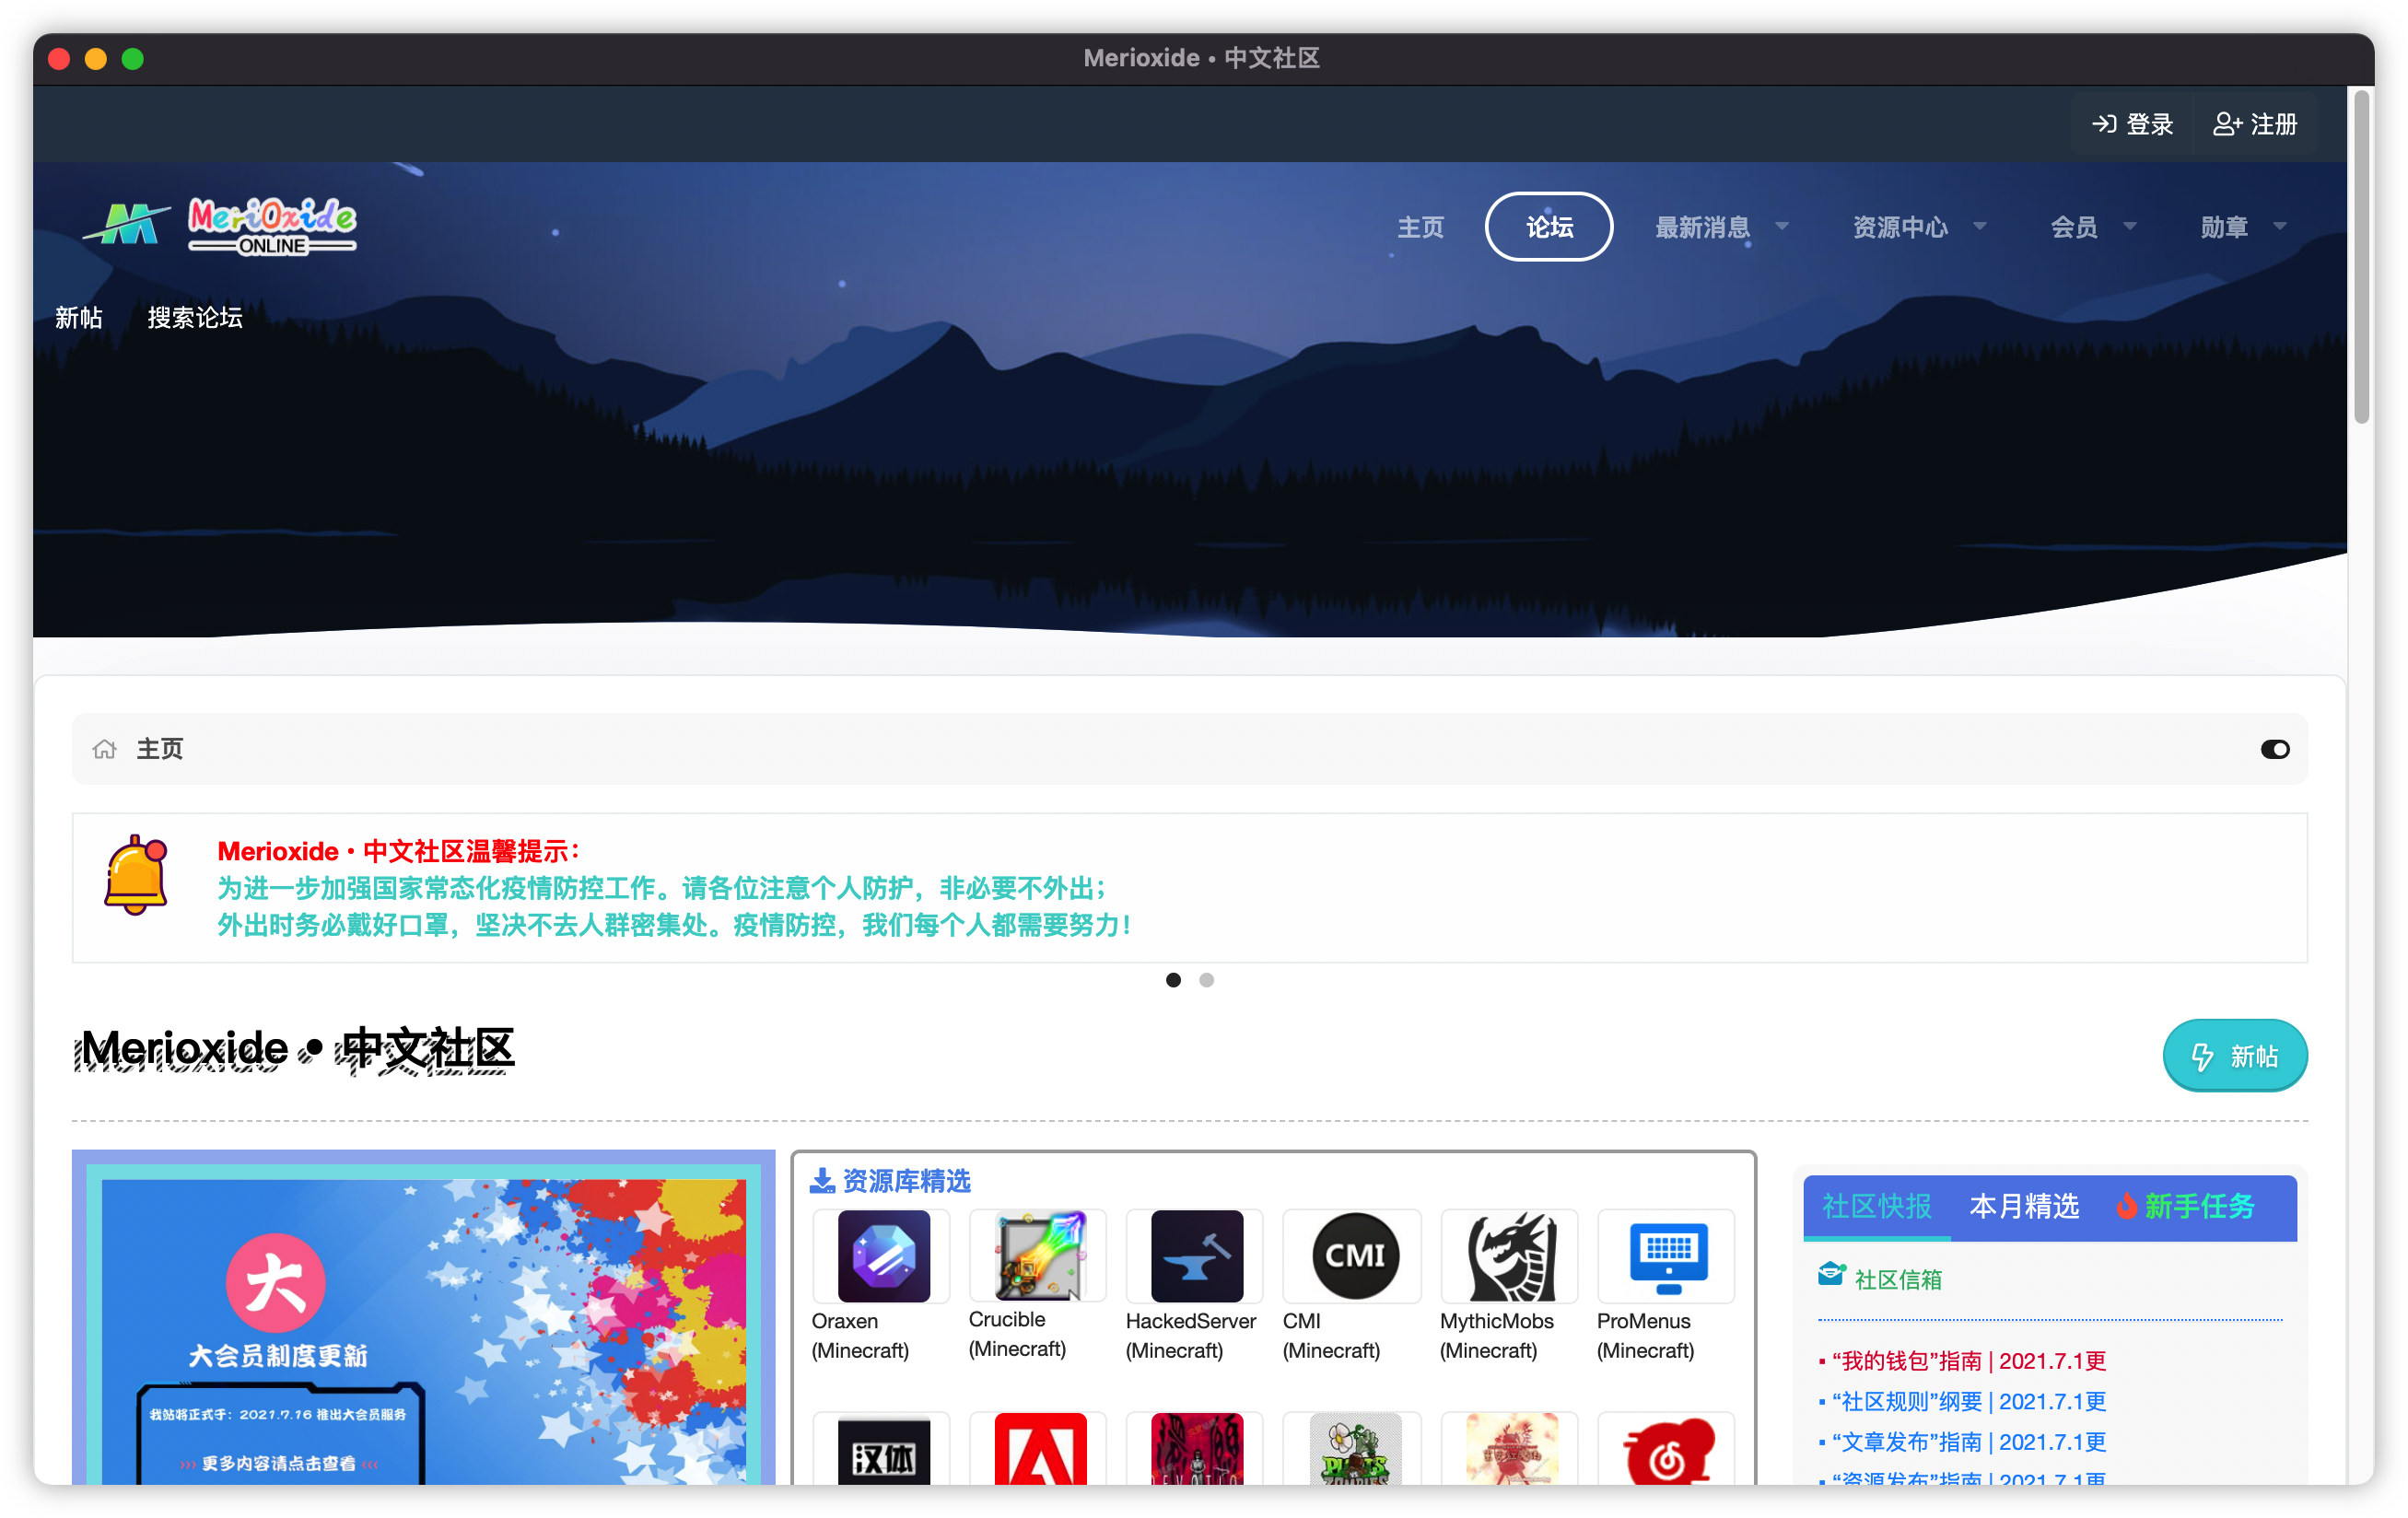 Merioxide • 中文社区
登录 注册
MeriOxide
ONLINE
主页 论坛 最新消息 资源中心 会员 勋章
新帖 搜索论坛
主页
Merioxide • 中文社区温馨提示：
为进一步加强国家常态化疫情防控工作。请各位注意个人防护，非必要不外出；
外出时务必戴好口罩，坚决不去人群密集处。疫情防控，我们每个人都需要努力！
Merioxide • 中文社区
新帖
大
大会员制度更新
我站将正式于：2021.7.16 推出大会员服务
››› 更多内容请点击查看 ‹‹‹
资源库精选
CMI
Oraxen
(Minecraft)
Crucible
(Minecraft)
HackedServer
(Minecraft)
CMI
(Minecraft)
MythicMobs
(Minecraft)
ProMenus
(Minecraft)
汉体
社区快报 本月精选 新手任务
社区信箱
▪ “我的钱包”指南 | 2021.7.1更
▪ “社区规则”纲要 | 2021.7.1更
▪ “文章发布”指南 | 2021.7.1更
▪ “资源发布”指南 | 2021.7.1更